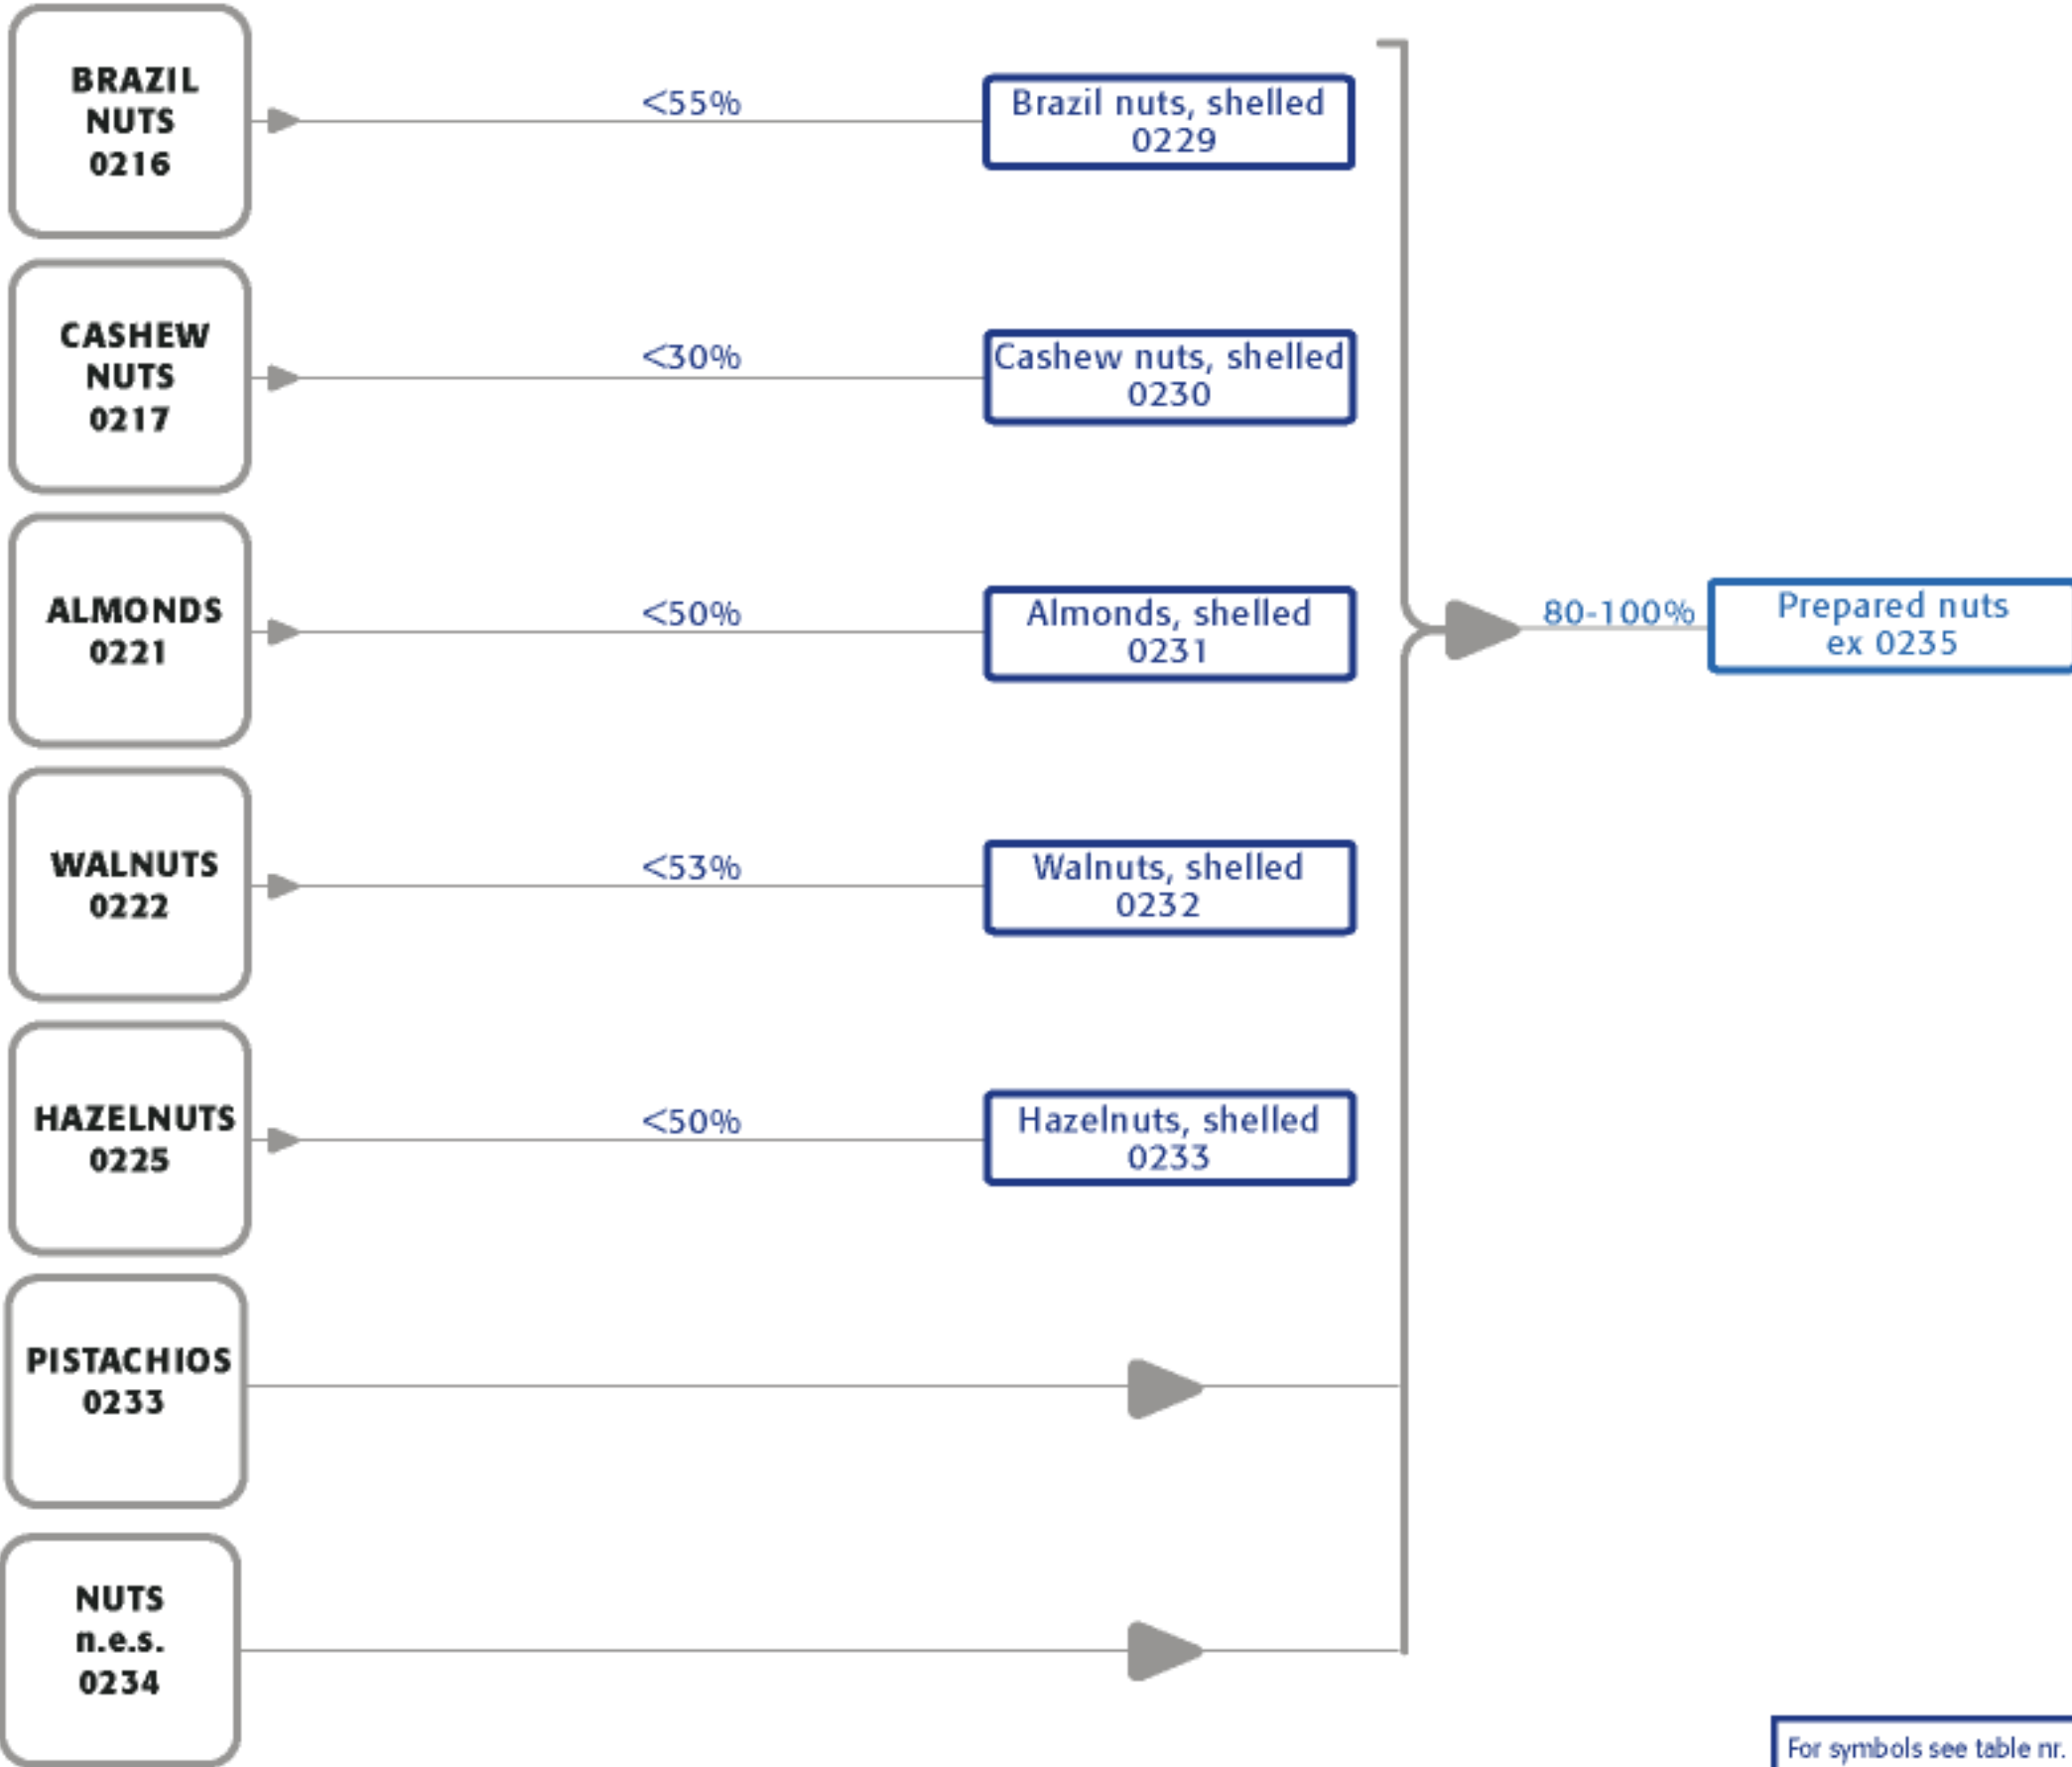 BRAZIL
NUTS
0216
<55%
Brazil nuts, shelled
0229
CASHEW
NUTS
0217
<30%
Cashew nuts, shelled
0230
ALMONDS
0221
<50%
Almonds, shelled
0231
80-100%
Prepared nuts
ex 0235
WALNUTS
0222
<53%
Walnuts, shelled
0232
HAZELNUTS
0225
<50%
Hazelnuts, shelled
0233
PISTACHIOS
0233
NUTS
n.e.s.
0234
For symbols see table nr.